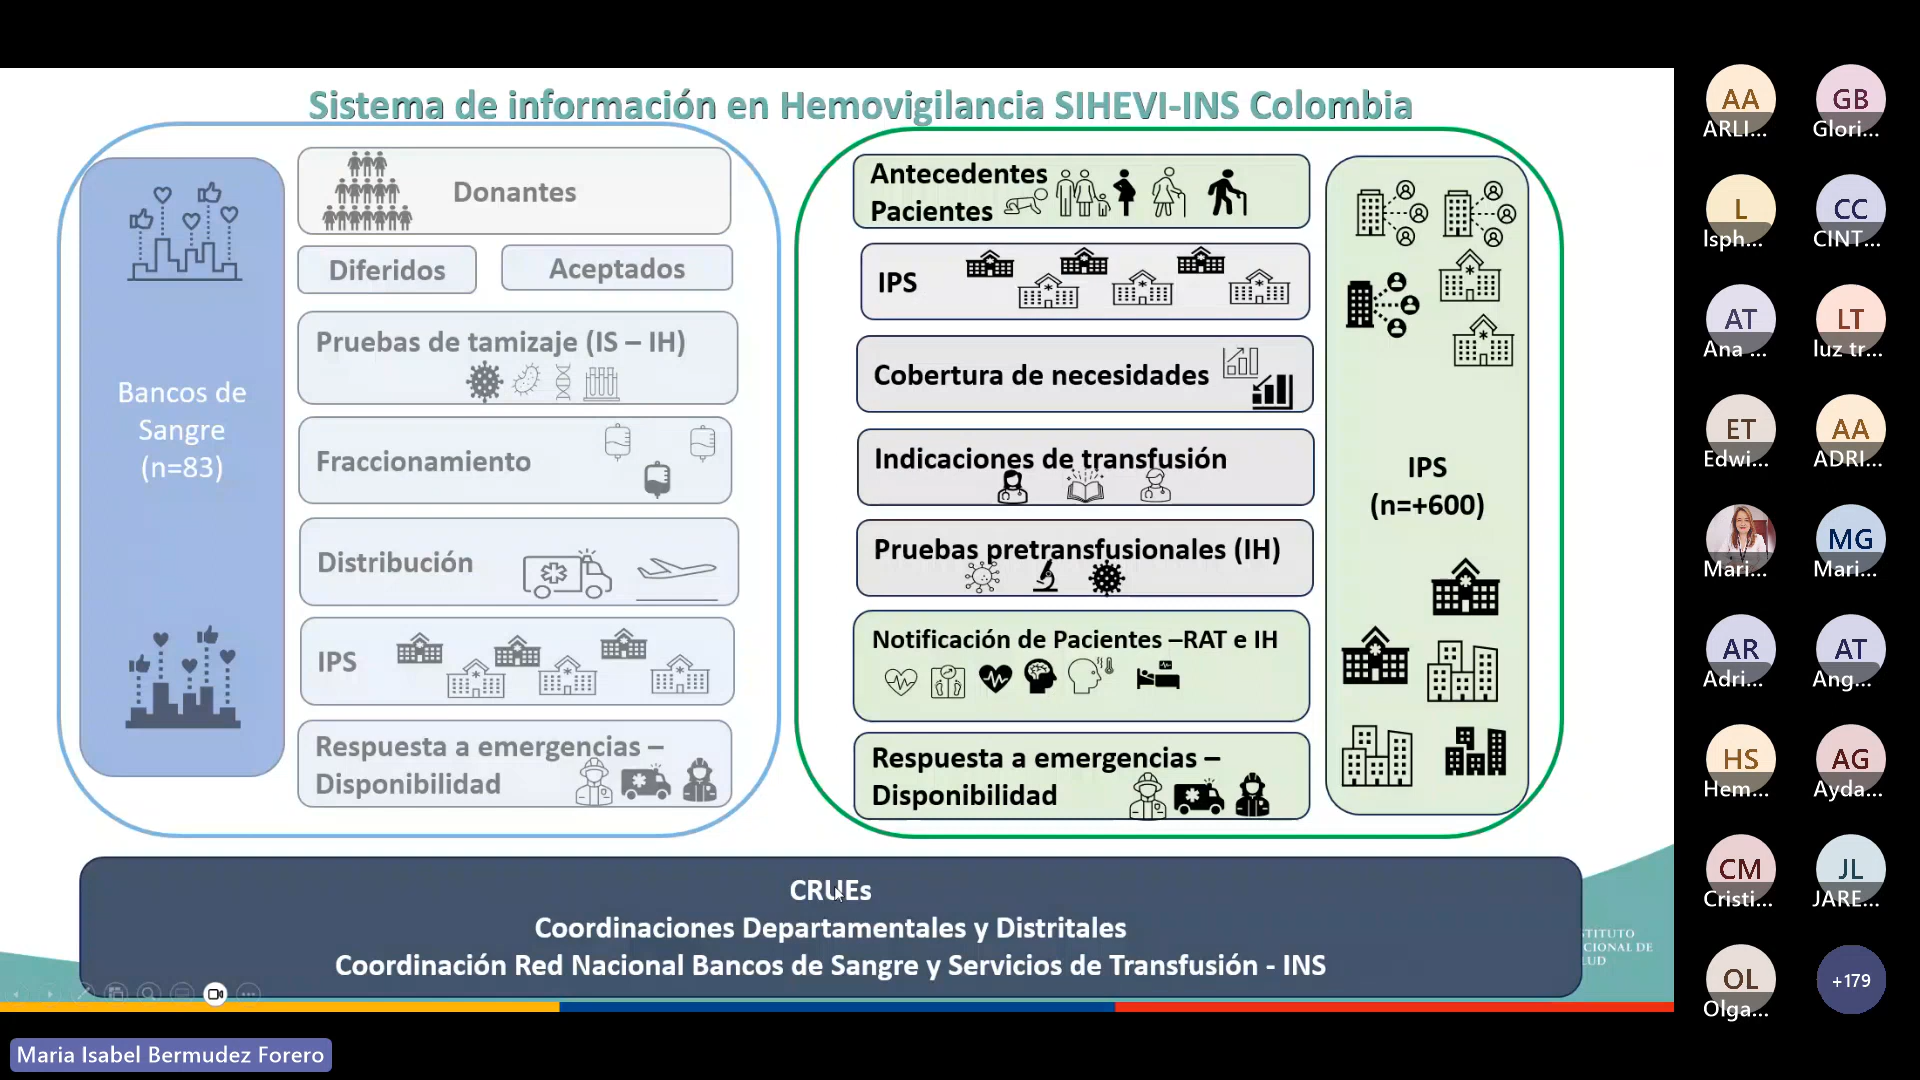 Sistema de información en Hemovigilancia SIHEVI-INS Colombia
Bancos de
Sangre
(n=83)
Donantes
Diferidos
Aceptados
Pruebas de tamizaje (IS – IH)
Fraccionamiento
Distribución
IPS
Respuesta a emergencias –
Disponibilidad
Antecedentes
Pacientes
IPS
Cobertura de necesidades
Indicaciones de transfusión
Pruebas pretransfusionales (IH)
Notificación de Pacientes –RAT e IH
Respuesta a emergencias –
Disponibilidad
IPS
(n=+600)
CRUEs
Coordinaciones Departamentales y Distritales
Coordinación Red Nacional Bancos de Sangre y Servicios de Transfusión - INS
AA
ARLI...
GB
Glori...
L
lsph...
CC
CINT...
AT
Ana ...
LT
luz tr...
ET
Edwi...
AA
ADRI...
Mari...
MG
Mari...
AR
Adri...
AT
Ang...
HS
Hem...
AG
Ayda...
CM
Cristi...
JL
JARE...
OL
Olga...
+179
Maria Isabel Bermudez Forero